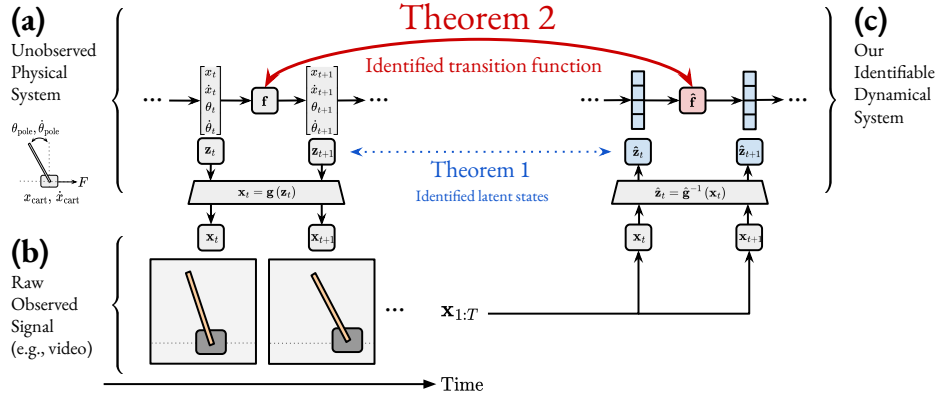 (a)
Unobserved
Physical
System
θ_pole, θ̇_pole
F
x_cart, ẋ_cart
Theorem 2
Identified transition function
(c)
Our
Identifiable
Dynamical
System
...
x_t
ẋ_t
θ_t
θ̇_t
f
x_{t+1}
ẋ_{t+1}
θ_{t+1}
θ̇_{t+1}
...
...
f̂
...
z_t
z_{t+1}
Theorem 1
Identified latent states
ẑ_t
ẑ_{t+1}
x_t = g (z_t)
ẑ_t = ĝ⁻¹ (x_t)
x_t
x_{t+1}
x_t
x_{t+1}
(b)
Raw
Observed
Signal
(e.g., video)
...
x_{1:T}
Time